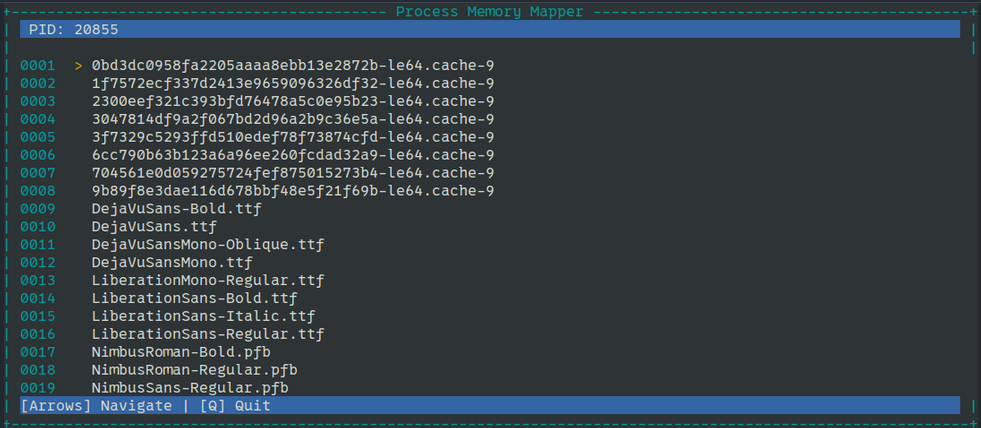 Process Memory Mapper
PID: 20855
0001 > 0bd3dc0958fa2205aaaa8ebb13e2872b-le64.cache-9
0002 1f7572ecf337d2413e9659096326df32-le64.cache-9
0003 2300eef321c393bfd76478a5c0e95b23-le64.cache-9
0004 3047814df9a2f067bd2d96a2b9c36e5a-le64.cache-9
0005 3f7329c5293ffd510edef78f73874cfd-le64.cache-9
0006 6cc790b63b123a6a96ee260fcdad32a9-le64.cache-9
0007 704561e0d059275724fef875015273b4-le64.cache-9
0008 9b89f8e3dae116d678bbf48e5f21f69b-le64.cache-9
0009 DejaVuSans-Bold.ttf
0010 DejaVuSans.ttf
0011 DejaVuSansMono-Oblique.ttf
0012 DejaVuSansMono.ttf
0013 LiberationMono-Regular.ttf
0014 LiberationSans-Bold.ttf
0015 LiberationSans-Italic.ttf
0016 LiberationSans-Regular.ttf
0017 NimbusRoman-Bold.pfb
0018 NimbusRoman-Regular.pfb
0019 NimbusSans-Regular.pfb
[Arrows] Navigate | [Q] Quit